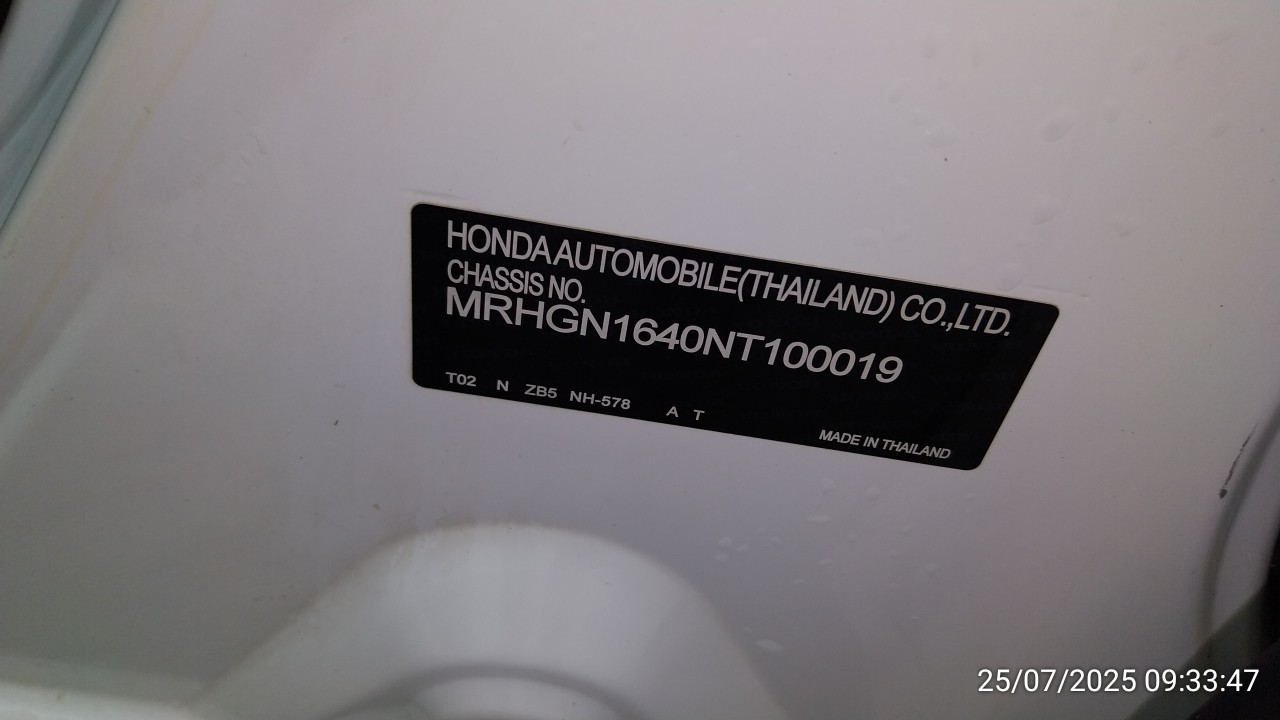 HONDA AUTOMOBILE (THAILAND) CO.,LTD.
CHASSIS NO.
MRHGN1640NT100019
T02 N ZB5 NH-578 A T
MADE IN THAILAND
25/07/2025 09:33:47